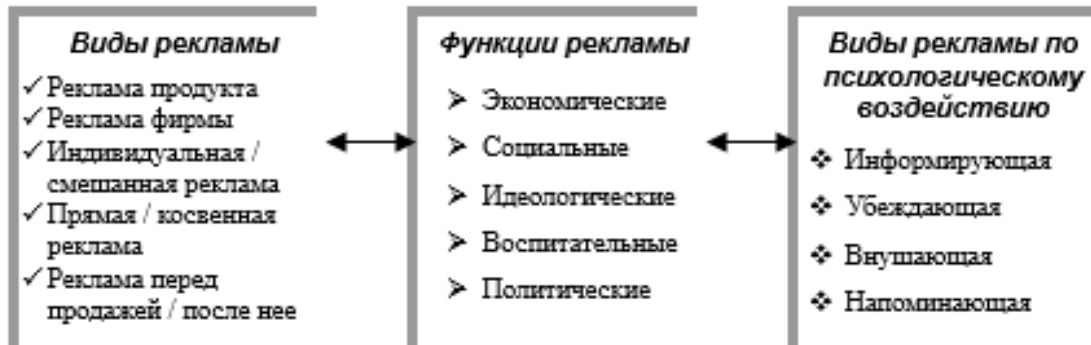 Виды рекламы
Реклама продукта
Реклама фирмы
Индивидуальная /
смешанная реклама
Прямая / косвенная
реклама
Реклама перед
продажей / после нее
Функции рекламы
Экономические
Социальные
Идеологические
Воспитательные
Политические
Виды рекламы по
психологическому
воздействию
Информирующая
Убеждающая
Внушающая
Напоминающая